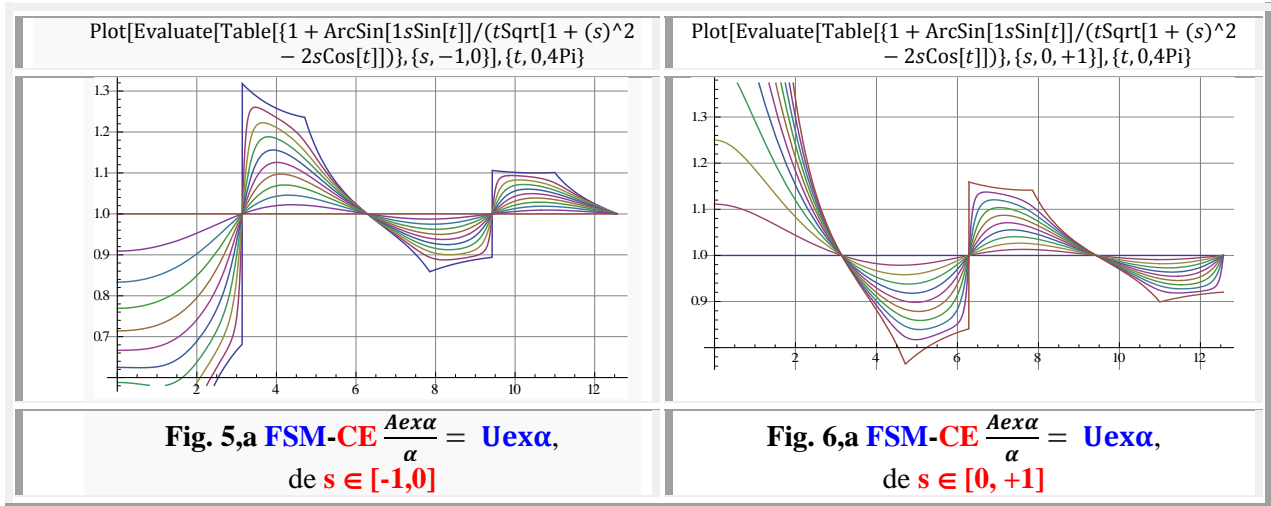 Plot[Evaluate[Table[{1 + ArcSin[1sSin[t]]/(tSqrt[1 + (s)^2
− 2sCos[t]])},{s,−1,0}],{t,0,4Pi}
Plot[Evaluate[Table[{1 + ArcSin[1sSin[t]]/(tSqrt[1 + (s)^2
− 2sCos[t]])},{s,0,+1}],{t,0,4Pi}
1.3
1.2
1.1
1.0
0.9
0.8
0.7
2 4 6 8 10 12
1.3
1.2
1.1
1.0
0.9
2 4 6 8 10 12
Fig. 5,a FSM-CE Aexα/α = Uexα,
de s ∈ [-1,0]
Fig. 6,a FSM-CE Aexα/α = Uexα,
de s ∈ [0, +1]